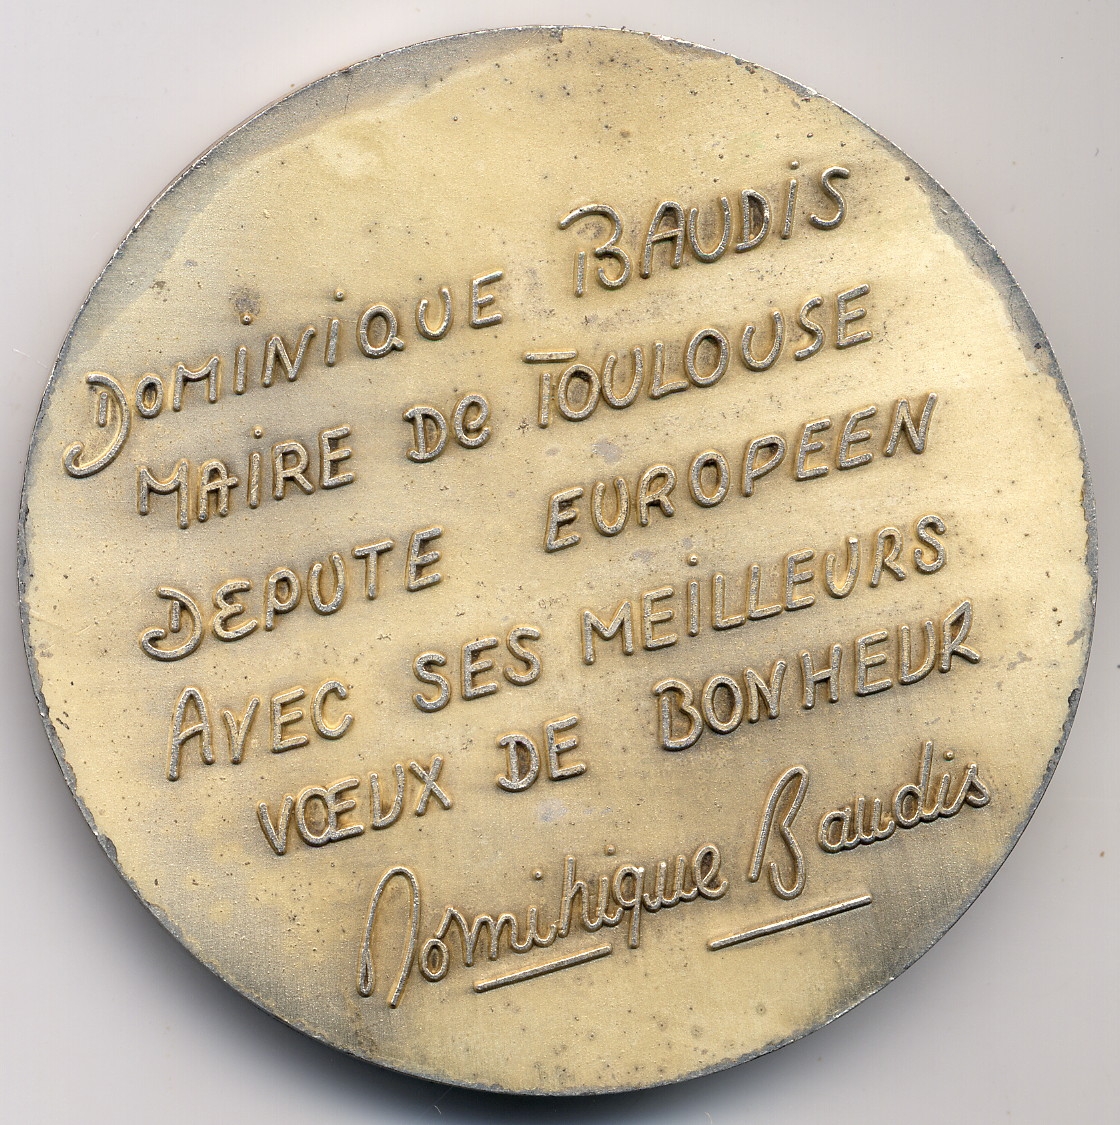 DOMINIQUE BAUDIS
MAIRE De TOULOUSE
DEPUTE EUROPEEN
AVEC SES MEILLEURS
VŒUX DE BONHEUR
Dominique Baudis